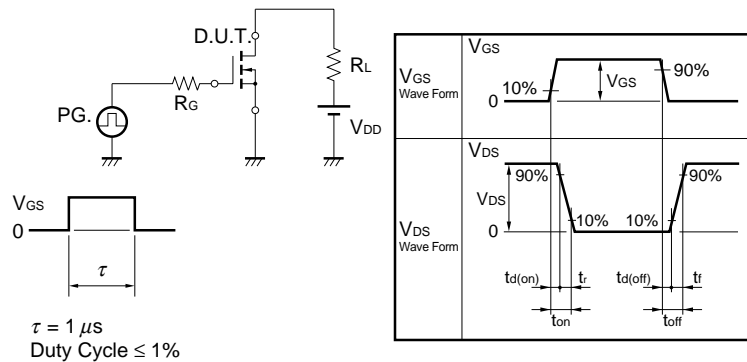 D.U.T.
RL
RG
PG.
VDD
VGS
0
τ
τ = 1 μs
Duty Cycle ≤ 1%
VGS
Wave Form
VGS
10%
VGS
90%
0
VDS
Wave Form
VDS
90%
90%
VDS
10%
10%
0
td(on)
tr
td(off)
tf
ton
toff